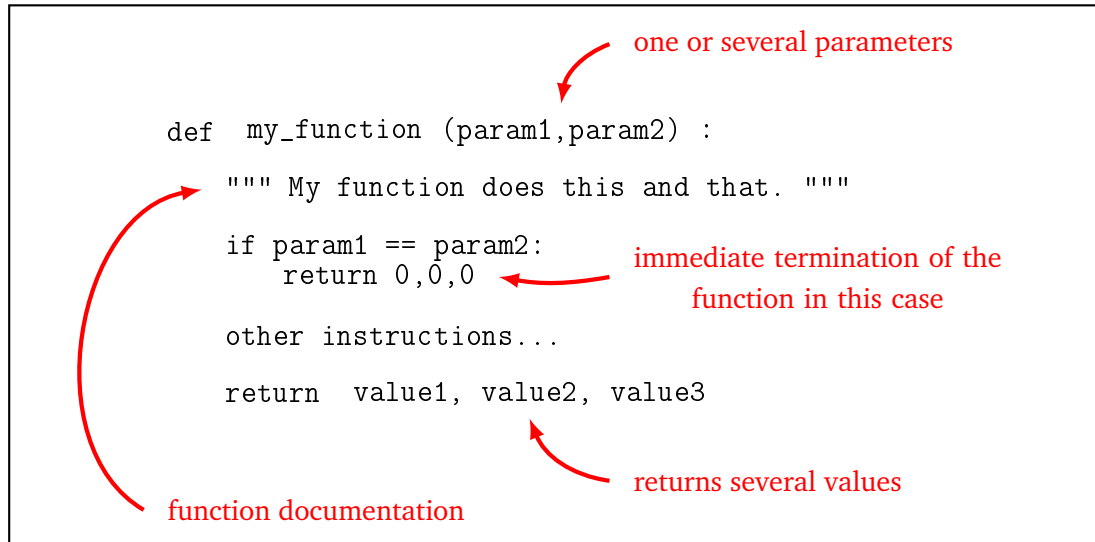 one or several parameters
def my_function (param1,param2) :
""" My function does this and that. """
if param1 == param2:
return 0,0,0
immediate termination of the
function in this case
other instructions...
return value1, value2, value3
returns several values
function documentation